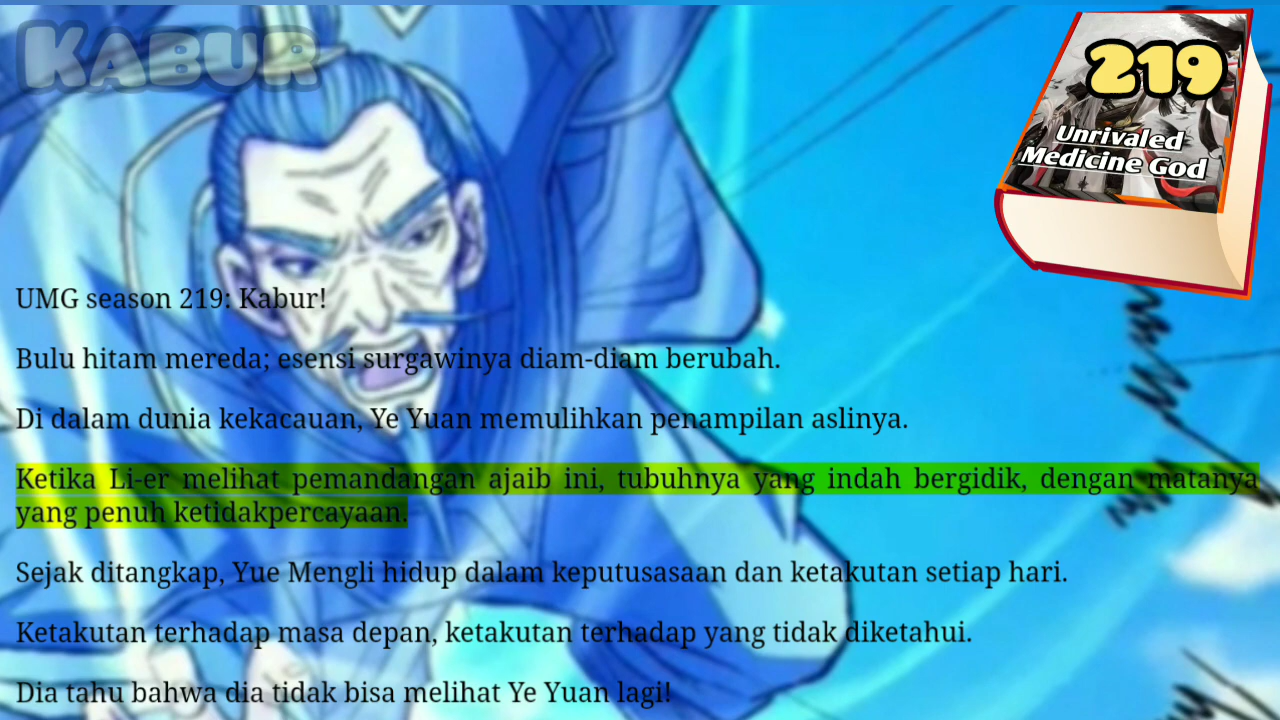 KABUR
219
Unrivaled
Medicine God
UMG season 219: Kabur!
Bulu hitam mereda; esensi surgawinya diam-diam berubah.
Di dalam dunia kekacauan, Ye Yuan memulihkan penampilan aslinya.
Ketika Li-er melihat pemandangan ajaib ini, tubuhnya yang indah bergidik, dengan matanya
yang penuh ketidakpercayaan.
Sejak ditangkap, Yue Mengli hidup dalam keputusasaan dan ketakutan setiap hari.
Ketakutan terhadap masa depan, ketakutan terhadap yang tidak diketahui.
Dia tahu bahwa dia tidak bisa melihat Ye Yuan lagi!